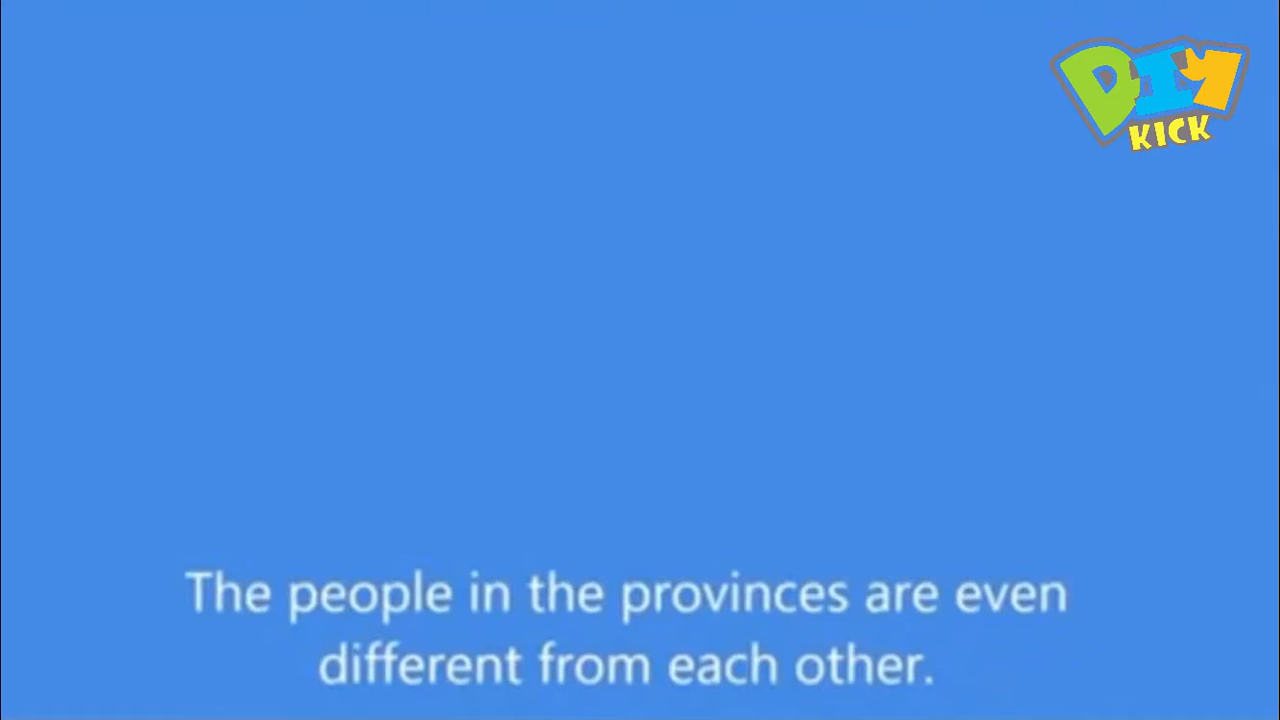 DIY
KICK
The people in the provinces are even
different from each other.